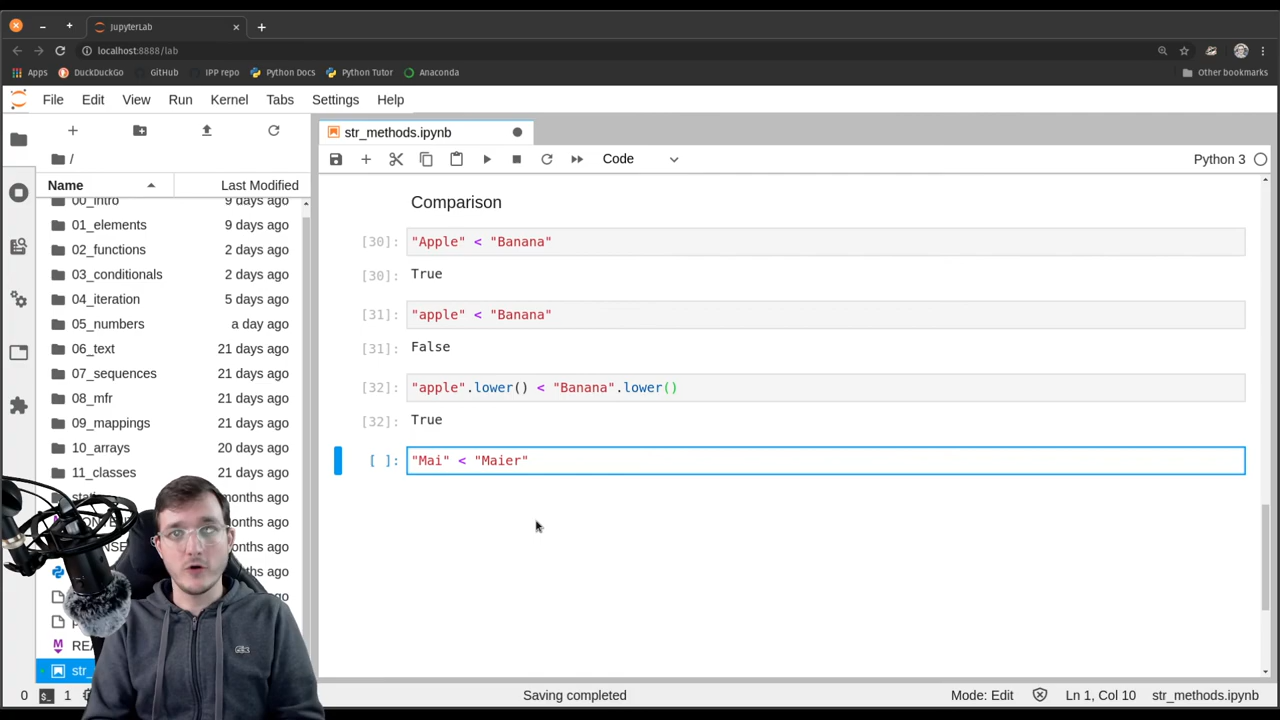 JupyterLab
localhost:8888/lab
Apps DuckDuckGo GitHub IPP repo Python Docs Python Tutor Anaconda Other bookmarks
File Edit View Run Kernel Tabs Settings Help
str_methods.ipynb
/
Code Python 3
Name Last Modified
00_intro 9 days ago
01_elements 9 days ago
02_functions 2 days ago
03_conditionals 2 days ago
04_iteration 5 days ago
05_numbers a day ago
06_text 21 days ago
07_sequences 21 days ago
08_mfr 21 days ago
09_mappings 21 days ago
10_arrays 20 days ago
11_classes 21 days ago
Comparison
[30]: "Apple" < "Banana"
[30]: True
[31]: "apple" < "Banana"
[31]: False
[32]: "apple".lower() < "Banana".lower()
[32]: True
[ ]: "Mai" < "Maier"
0 1 Saving completed Mode: Edit Ln 1, Col 10 str_methods.ipynb